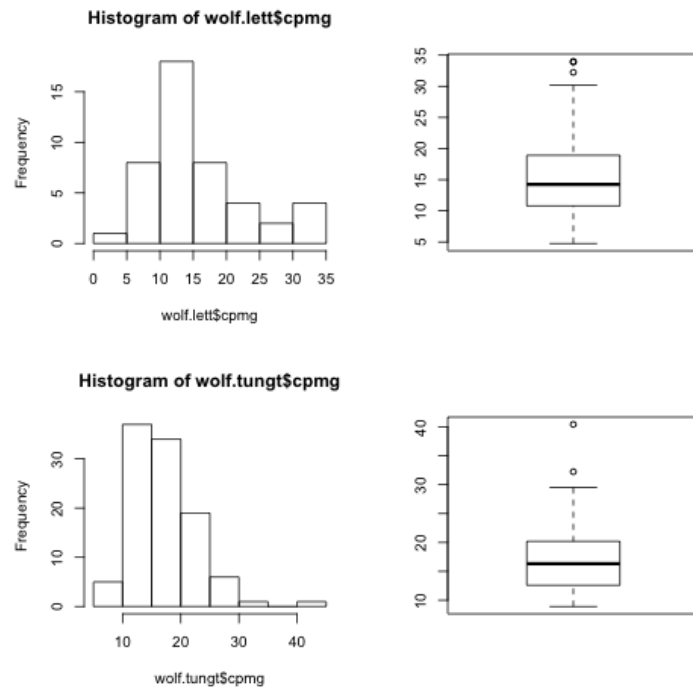 Histogram of wolf.lett$cpmg
Frequency
0 5 10 15
0 5 10 15 20 25 30 35
wolf.lett$cpmg
5 10 15 20 25 30 35
Histogram of wolf.tungt$cpmg
Frequency
0 10 20 30
10 20 30 40
wolf.tungt$cpmg
10 20 30 40